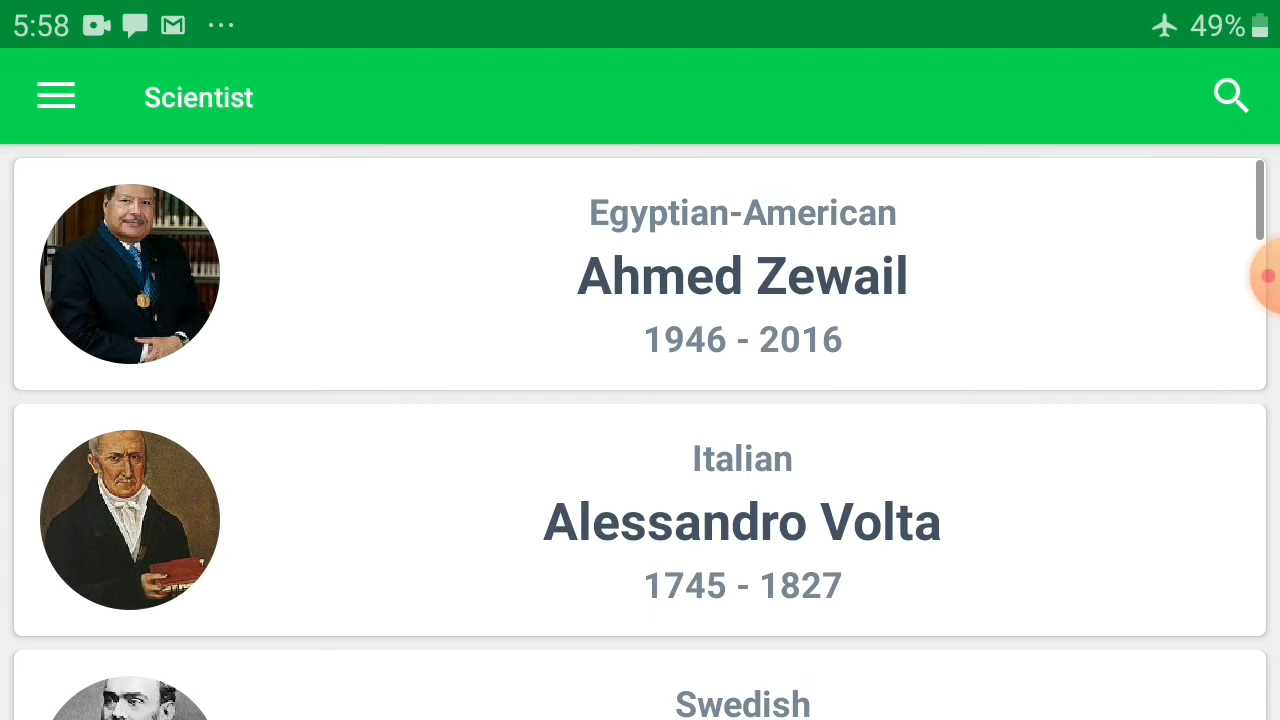 5:58
49%
Scientist
Egyptian-American
Ahmed Zewail
1946 - 2016
Italian
Alessandro Volta
1745 - 1827
Swedish